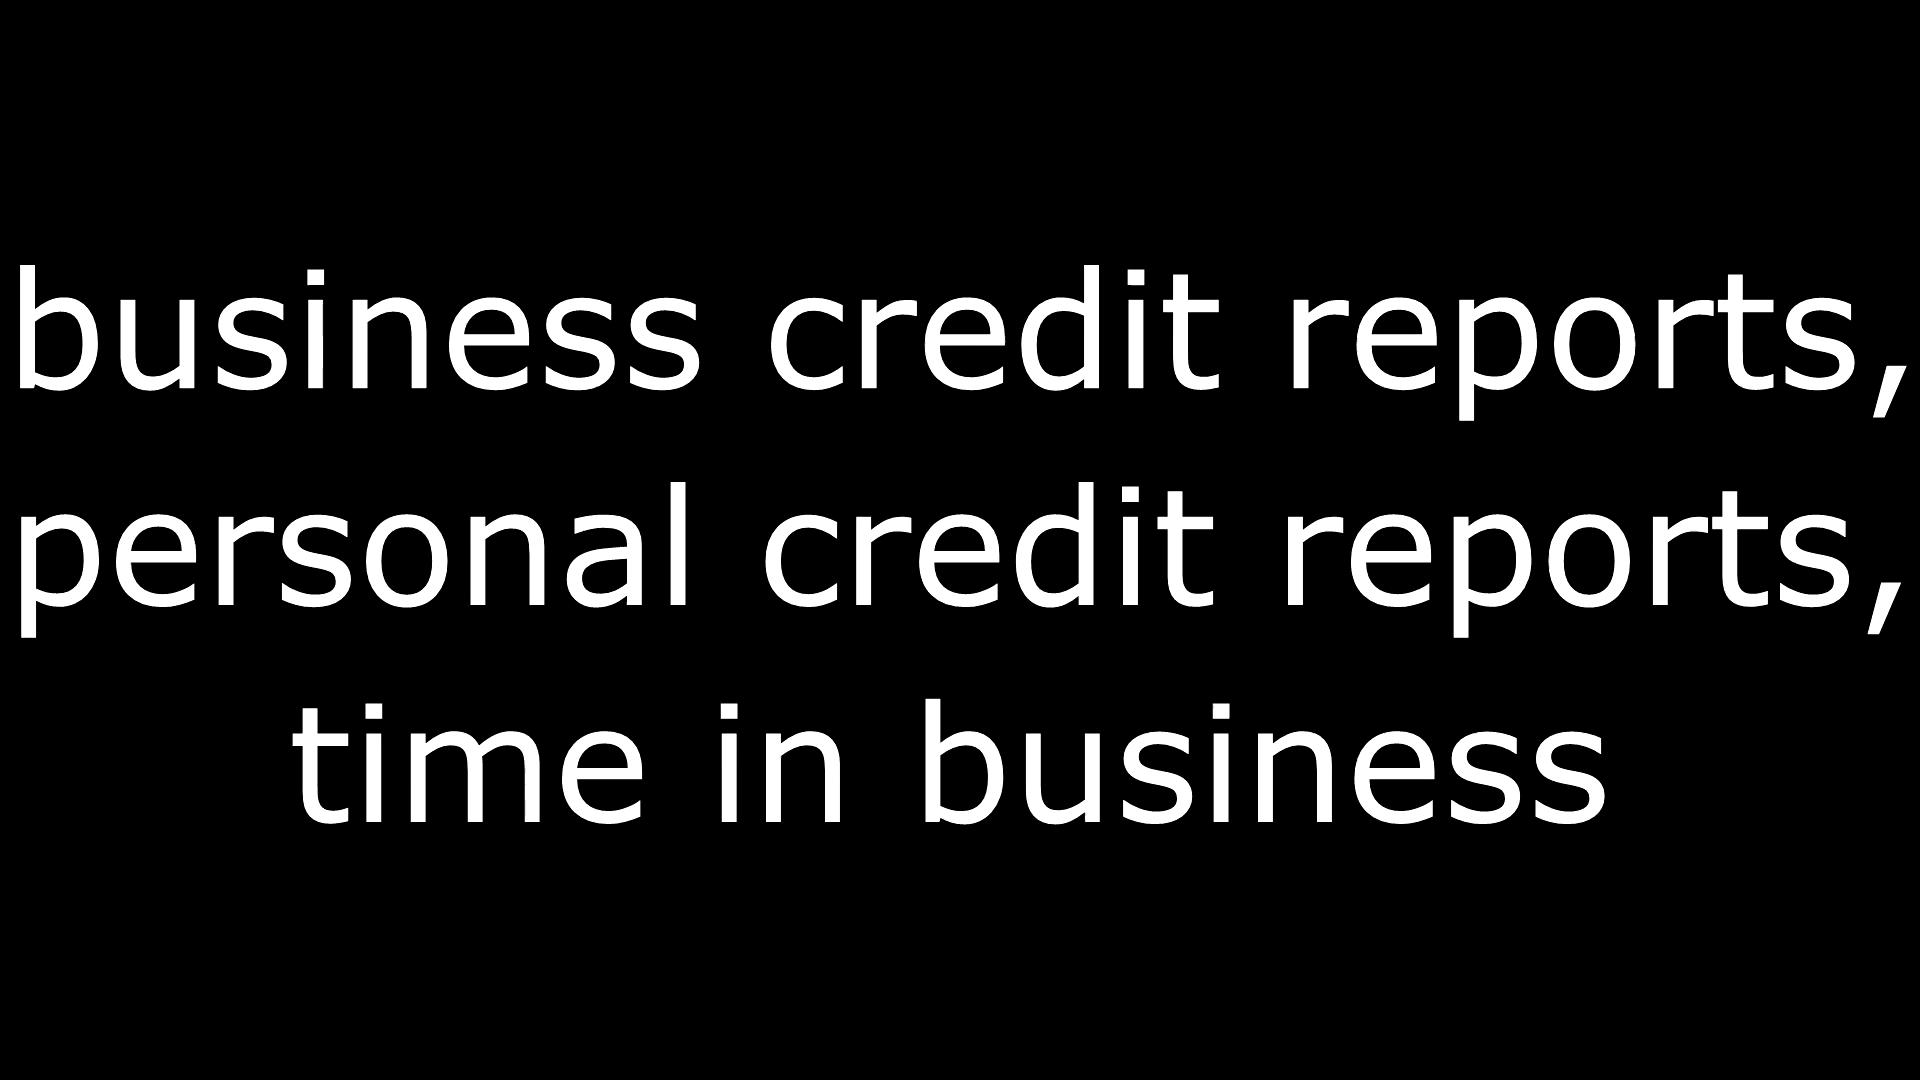 business credit reports,
personal credit reports,
time in business